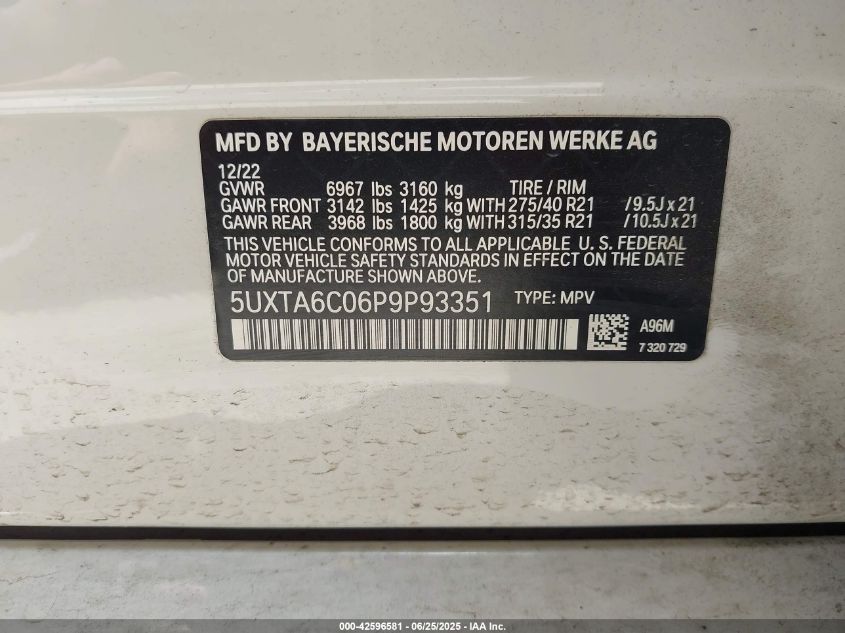 MFD BY BAYERISCHE MOTOREN WERKE AG
12/22
GVWR 6967 lbs 3160 kg TIRE / RIM
GAWR FRONT 3142 lbs 1425 kg WITH 275/40 R21 /9.5J x 21
GAWR REAR 3968 lbs 1800 kg WITH 315/35 R21 /10.5J x 21
THIS VEHICLE CONFORMS TO ALL APPLICABLE U. S. FEDERAL
MOTOR VEHICLE SAFETY STANDARDS IN EFFECT ON THE DATE
OF MANUFACTURE SHOWN ABOVE.
5UXTA6C06P9P93351 TYPE: MPV
A96M
7 320 729
000-42596581 - 06/25/2025 - IAA Inc.